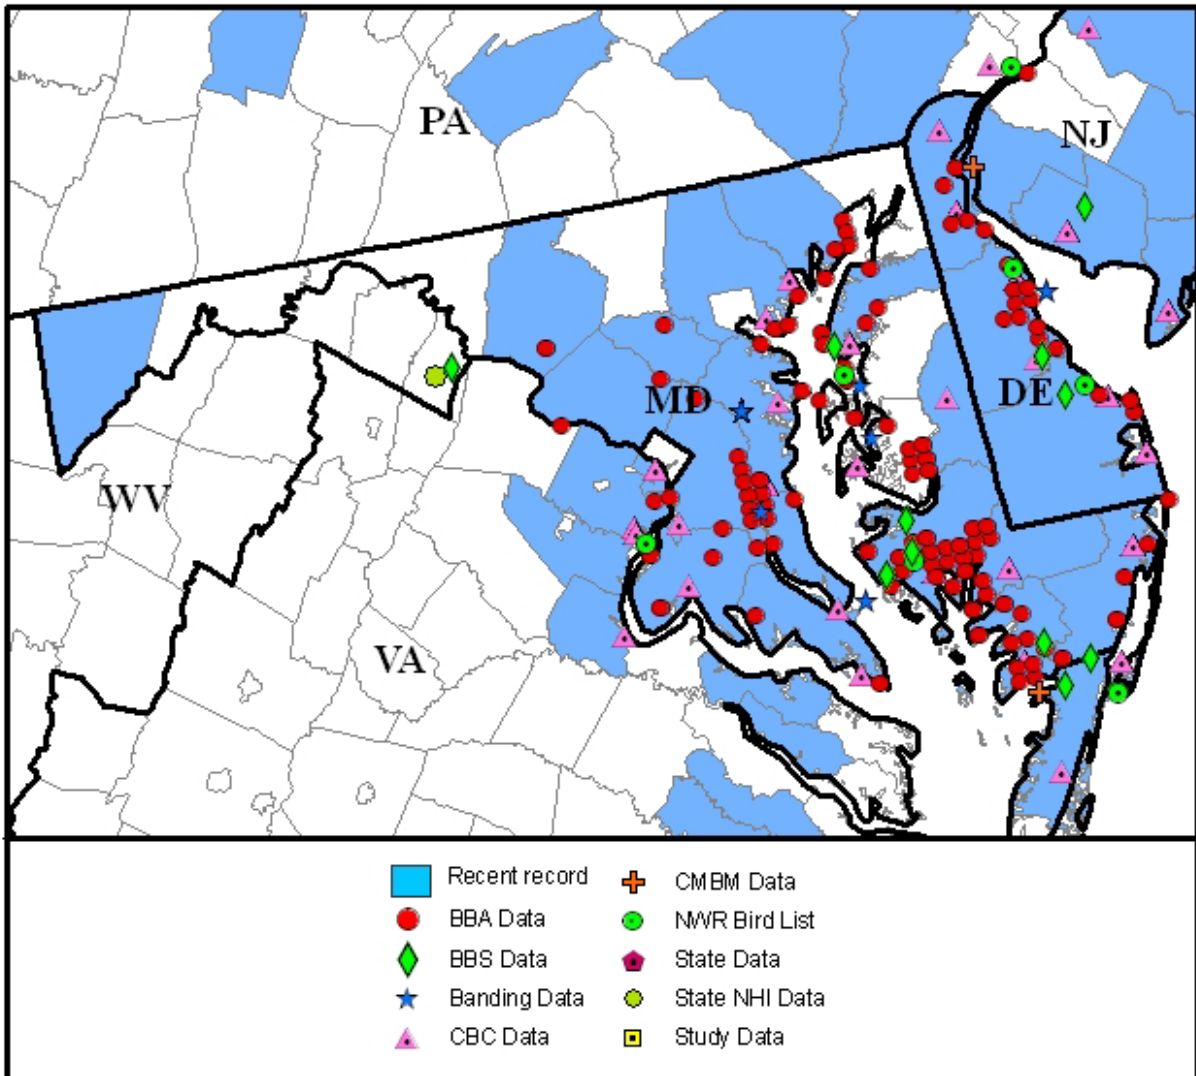 PA
NJ
MD
DE
WV
VA
Recent record
CMBM Data
BBA Data
NWR Bird List
BBS Data
State Data
Banding Data
State NHI Data
CBC Data
Study Data